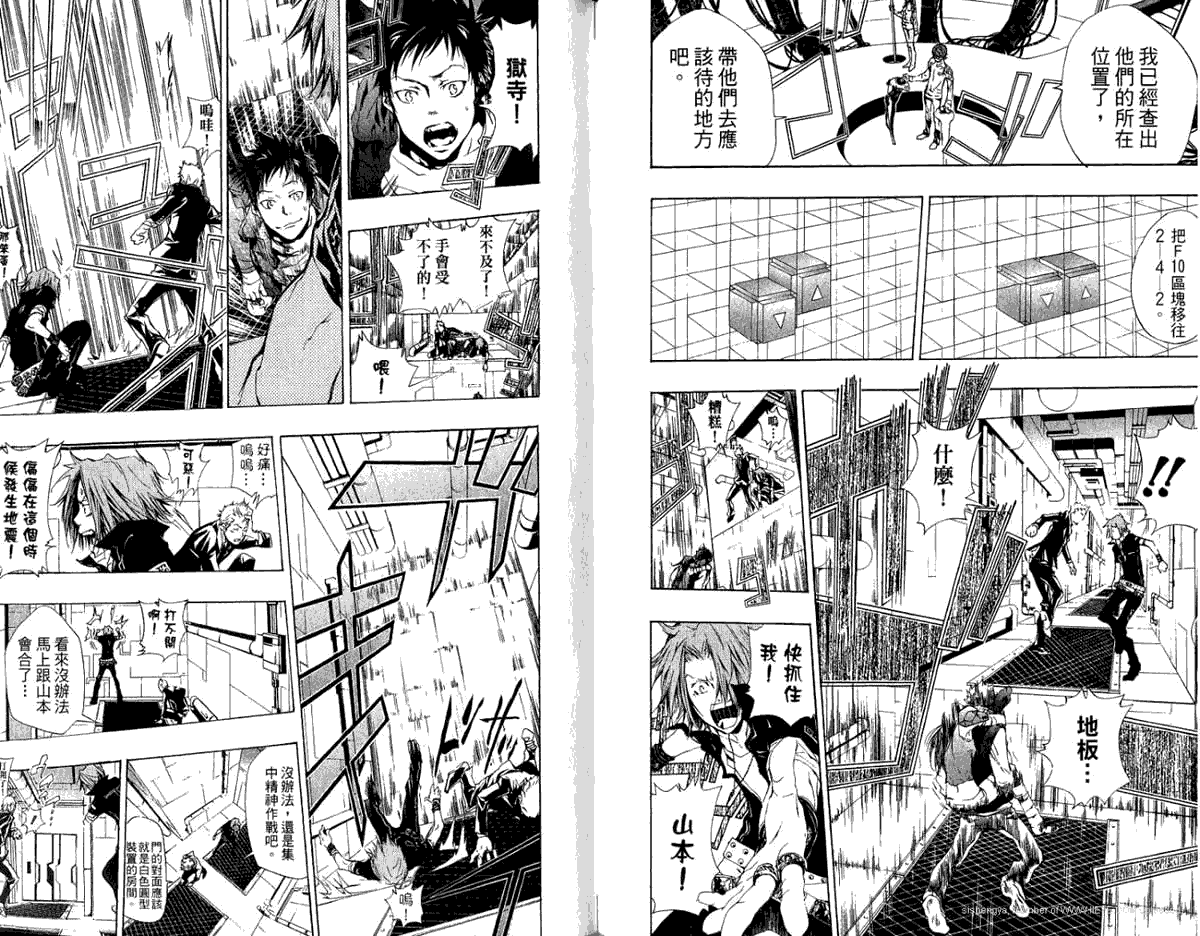 我已經查出
他們的所在
位置了，
帶他們去應
該待的地方
吧。
把F10區塊移往
2-4-2。
!!
什麼！
嗚…
糟糕！
地板…
快抓住
我！
山本！
獄寺！
嗚哇！
來不及了！
手會受
不了的！
喂！
好痛…
嗚嗚…
可惡！
偏偏在這個時
候發生地震！
打不開
啊！
看來沒辦法
馬上跟山本
會合了…
嗚！
沒辦法，還是集
中精神作戰吧。
門的對面應該
就是白色圓型
裝置的房間。